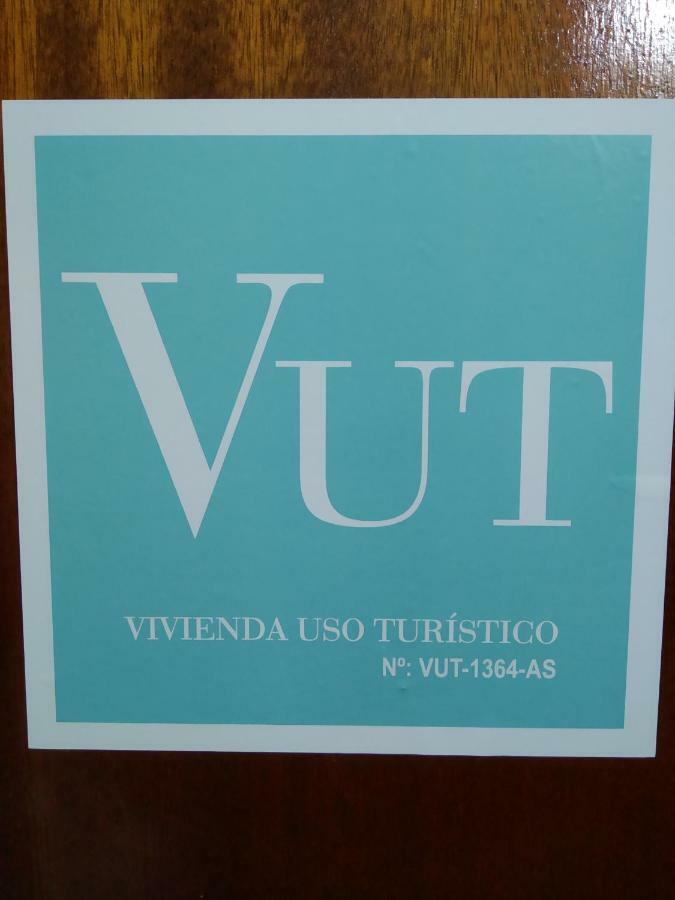 VUT
VIVIENDA USO TURÍSTICO
Nº: VUT-1364-AS